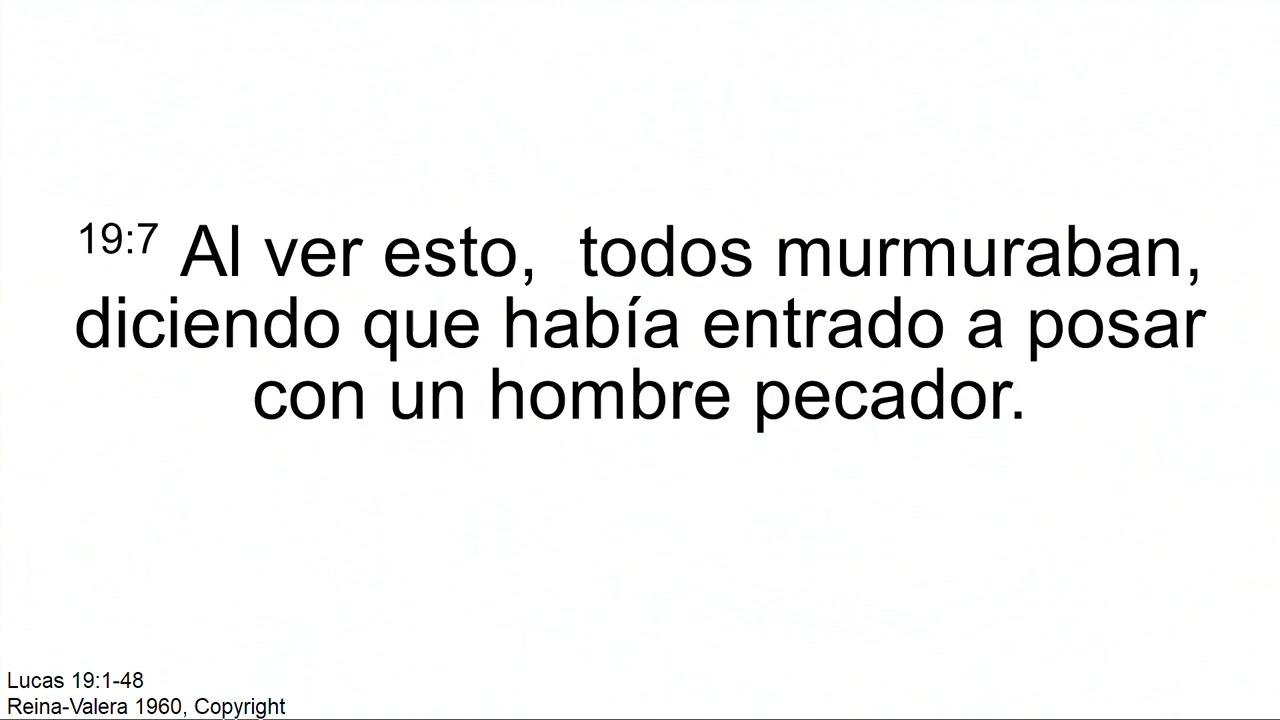 19:7 Al ver esto,  todos murmuraban,
diciendo que había entrado a posar
con un hombre pecador.
Lucas 19:1-48
Reina-Valera 1960, Copyright